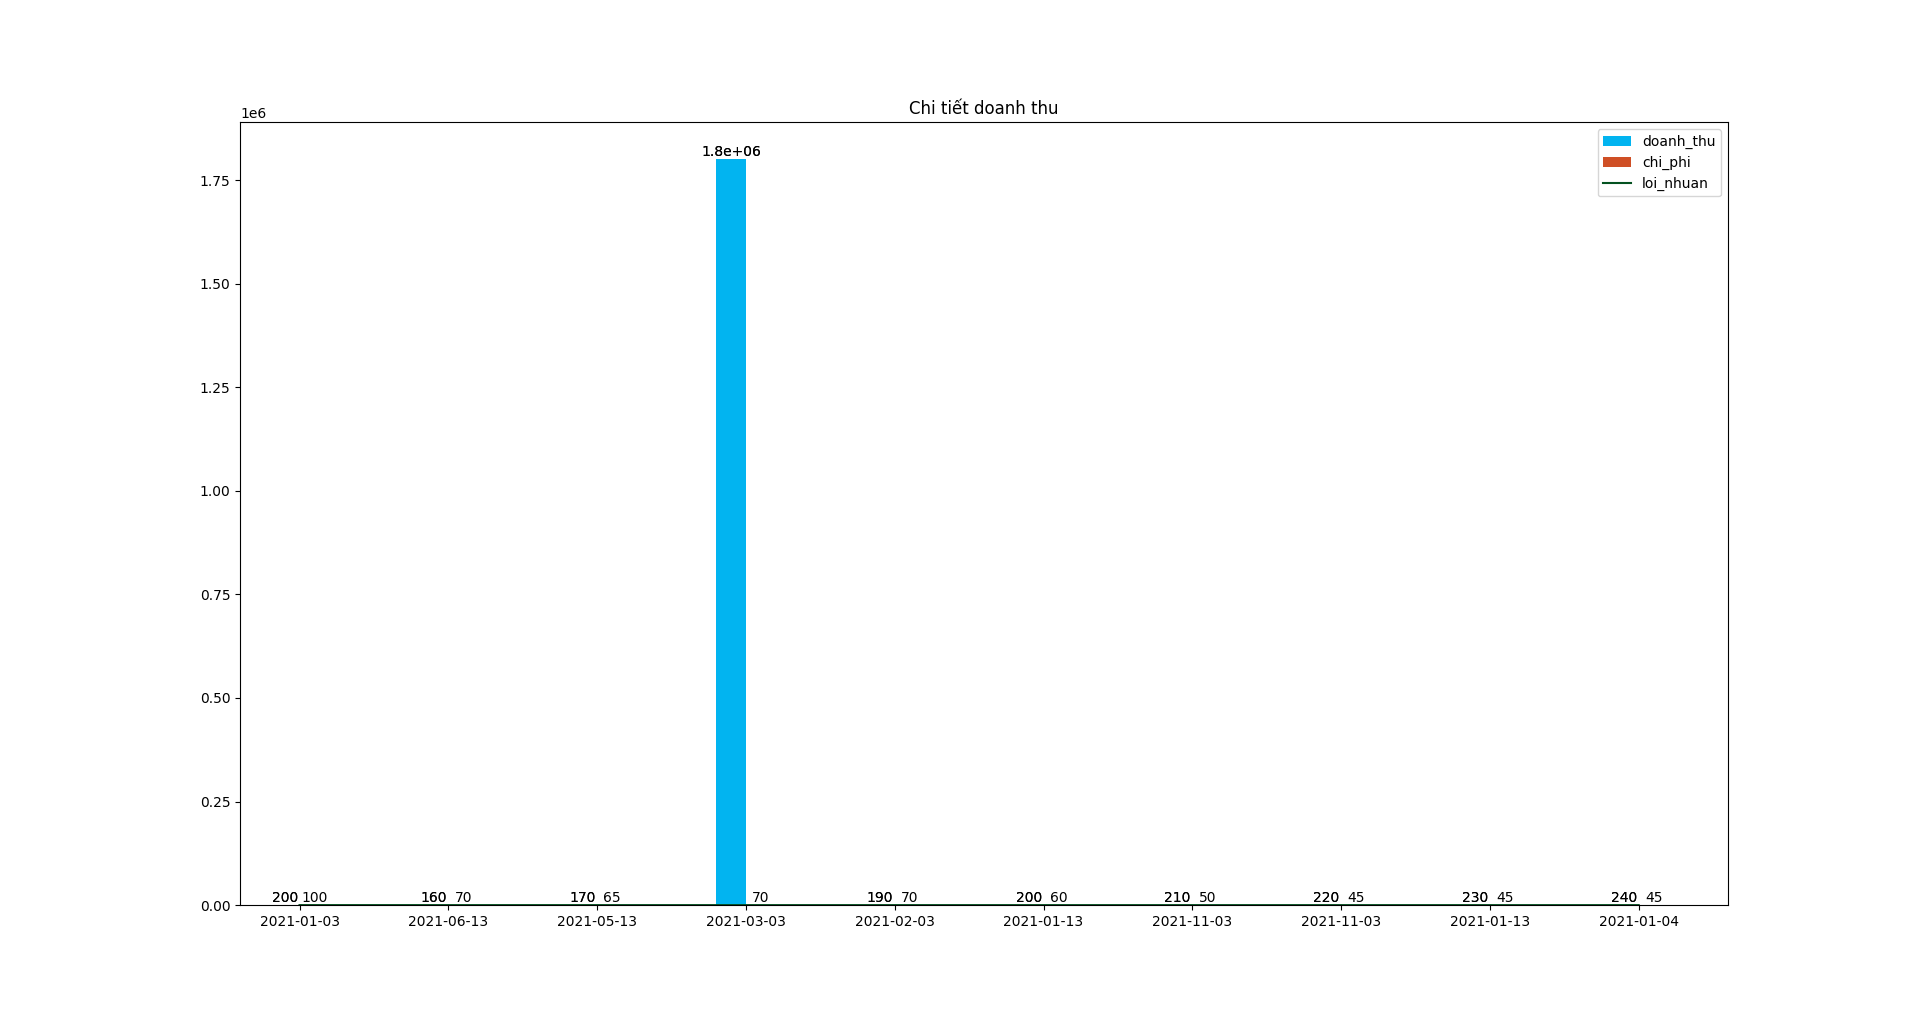 Chi tiết doanh thu
1e6
doanh_thu
chi_phi
loi_nhuan
1.75
1.50
1.25
1.00
0.75
0.50
0.25
0.00
1.8e+06
200 100 160 70 170 65 70 190 70 200 60 210 50 220 45 230 45 240 45
2021-01-03 2021-06-13 2021-05-13 2021-03-03 2021-02-03 2021-01-13 2021-11-03 2021-11-03 2021-01-13 2021-01-04